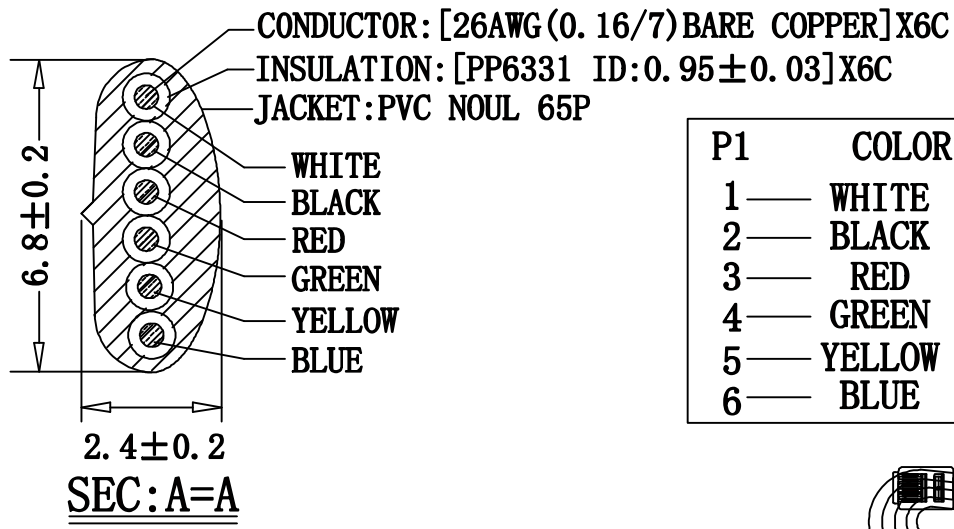 CONDUCTOR:[26AWG(0.16/7)BARE COPPER]X6C
INSULATION:[PP6331 ID:0.95±0.03]X6C
JACKET:PVC NOUL 65P
6.8±0.2
WHITE
BLACK
RED
GREEN
YELLOW
BLUE
2.4±0.2
SEC:A=A
P1 COLOR
1 WHITE
2 BLACK
3 RED
4 GREEN
5 YELLOW
6 BLUE